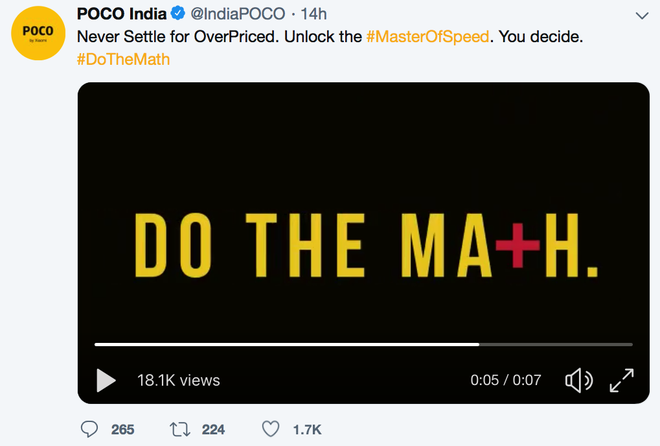 POCO
by Xiaomi
POCO India @IndiaPOCO · 14h
Never Settle for OverPriced. Unlock the #MasterOfSpeed. You decide.
#DoTheMath
DO THE MA+H.
18.1K views
0:05 / 0:07
265
224
1.7K